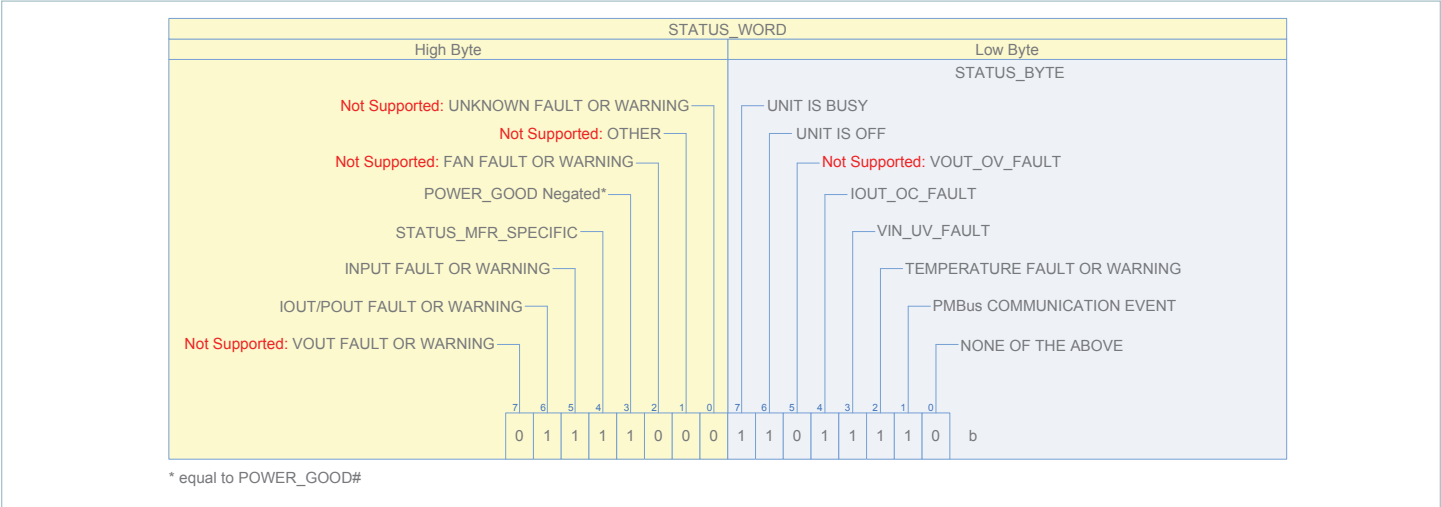 STATUS_WORD
High Byte
Low Byte
STATUS_BYTE
Not Supported: UNKNOWN FAULT OR WARNING
UNIT IS BUSY
Not Supported: OTHER
UNIT IS OFF
Not Supported: FAN FAULT OR WARNING
Not Supported: VOUT_OV_FAULT
POWER_GOOD Negated*
IOUT_OC_FAULT
STATUS_MFR_SPECIFIC
VIN_UV_FAULT
INPUT FAULT OR WARNING
TEMPERATURE FAULT OR WARNING
IOUT/POUT FAULT OR WARNING
PMBus COMMUNICATION EVENT
Not Supported: VOUT FAULT OR WARNING
NONE OF THE ABOVE
7 6 5 4 3 2 1 0 7 6 5 4 3 2 1 0
0 1 1 1 1 0 0 0 1 1 0 1 1 1 1 0 b
* equal to POWER_GOOD#